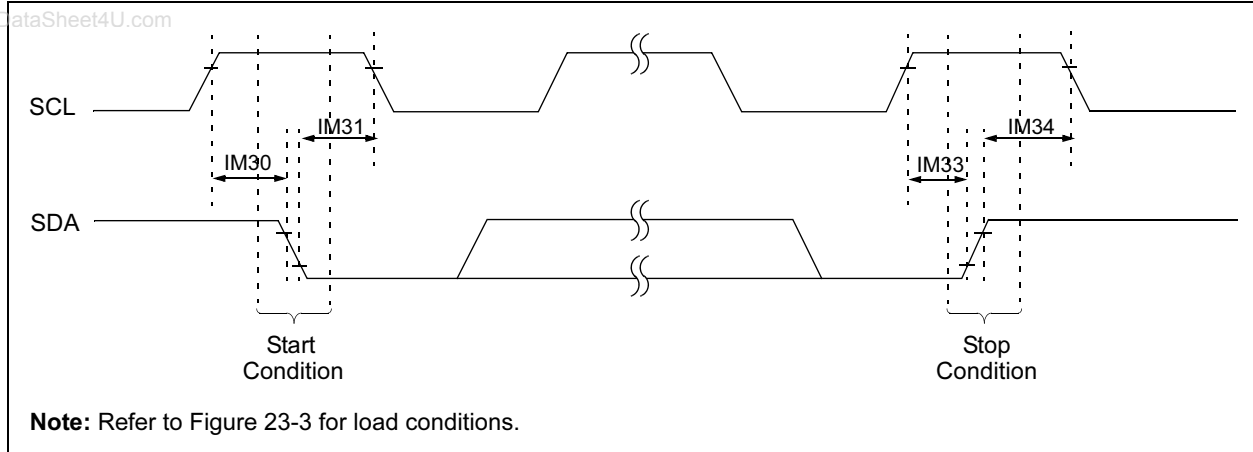 DataSheet4U.com
SCL
IM31
IM34
IM30
IM33
SDA
Start
Condition
Stop
Condition
Note: Refer to Figure 23-3 for load conditions.